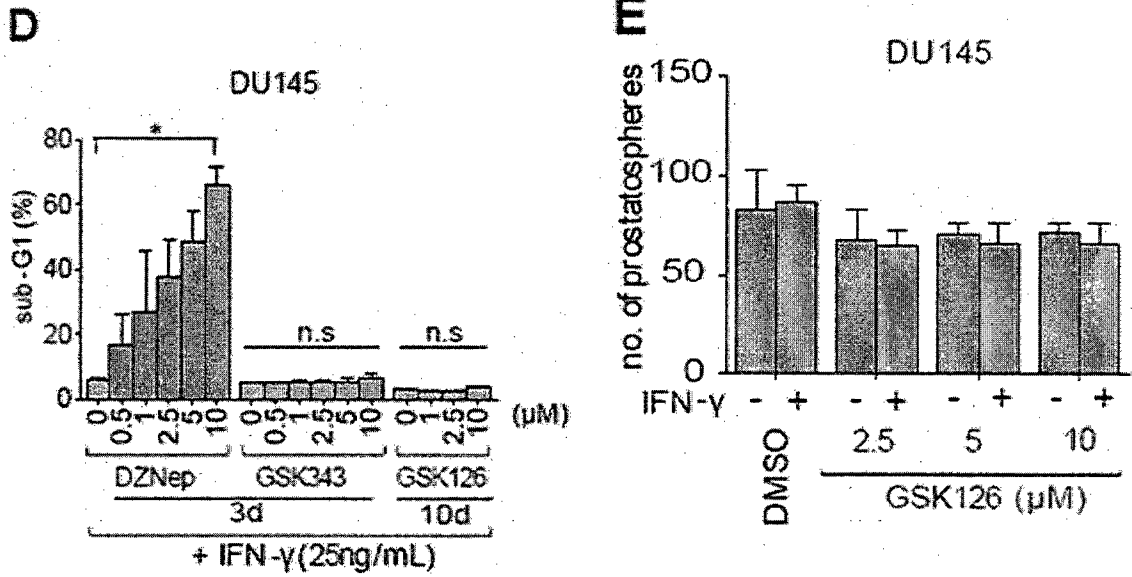 D
DU145
sub-G1 (%)
80
60
40
20
0
*
n.s
n.s
0 0.5 1 2.5 5 10 0 0.5 1 2.5 5 10 0 1 2.5 10 (µM)
DZNep GSK343 GSK126
3d 10d
+ IFN-γ(25ng/mL)
E
DU145
no. of prostatospheres
150
100
50
0
IFN-γ - + - + - + - +
DMSO 2.5 5 10
GSK126 (µM)